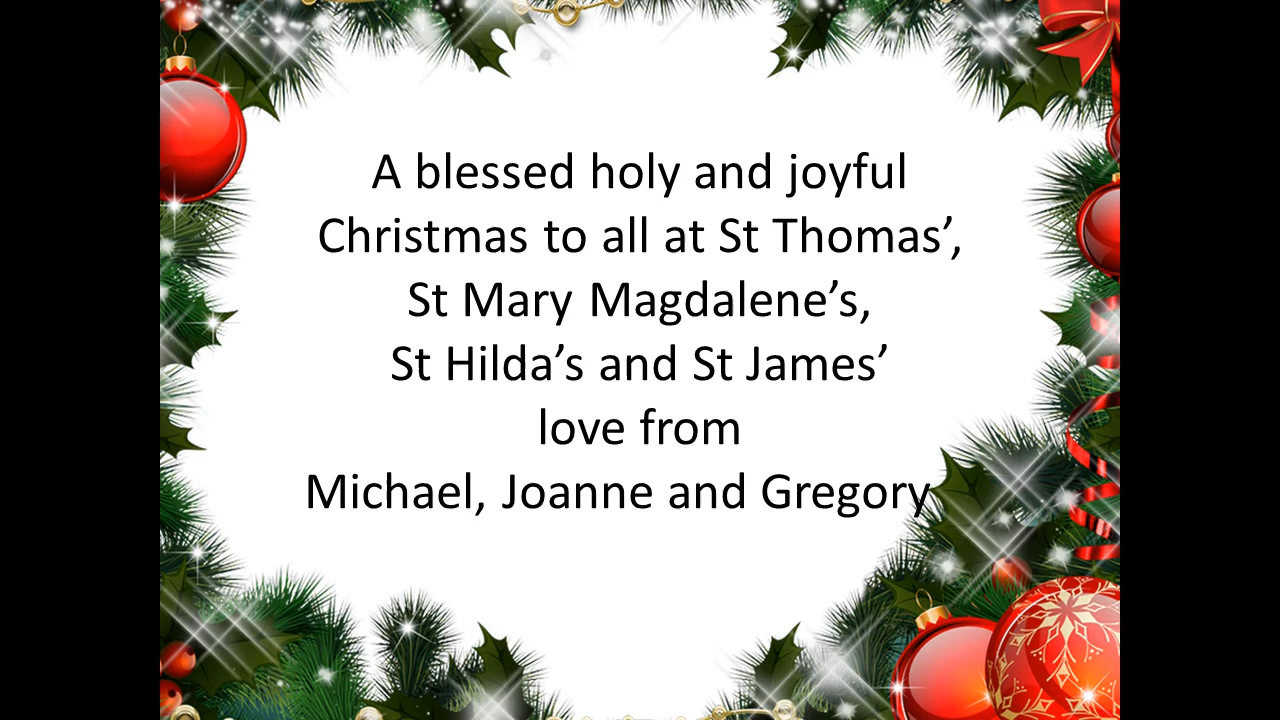 A blessed holy and joyful
Christmas to all at St Thomas’,
St Mary Magdalene’s,
St Hilda’s and St James’
love from
Michael, Joanne and Gregory